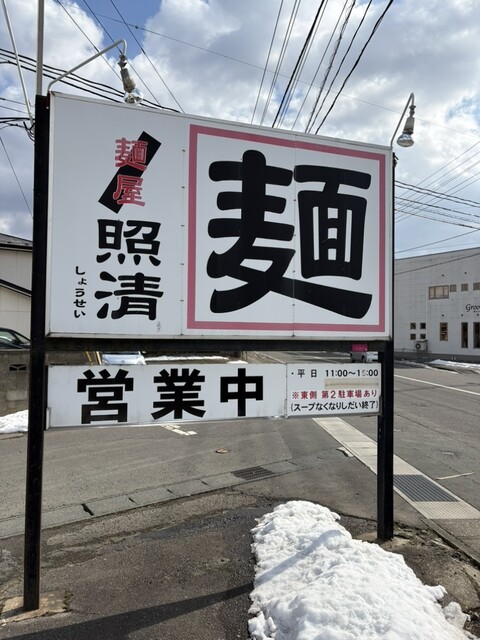 麺屋
照清
しょうせい
麺
営業中
・平日 11:00〜15:00
※東側 第2駐車場あり
(スープなくなりしだい終了)